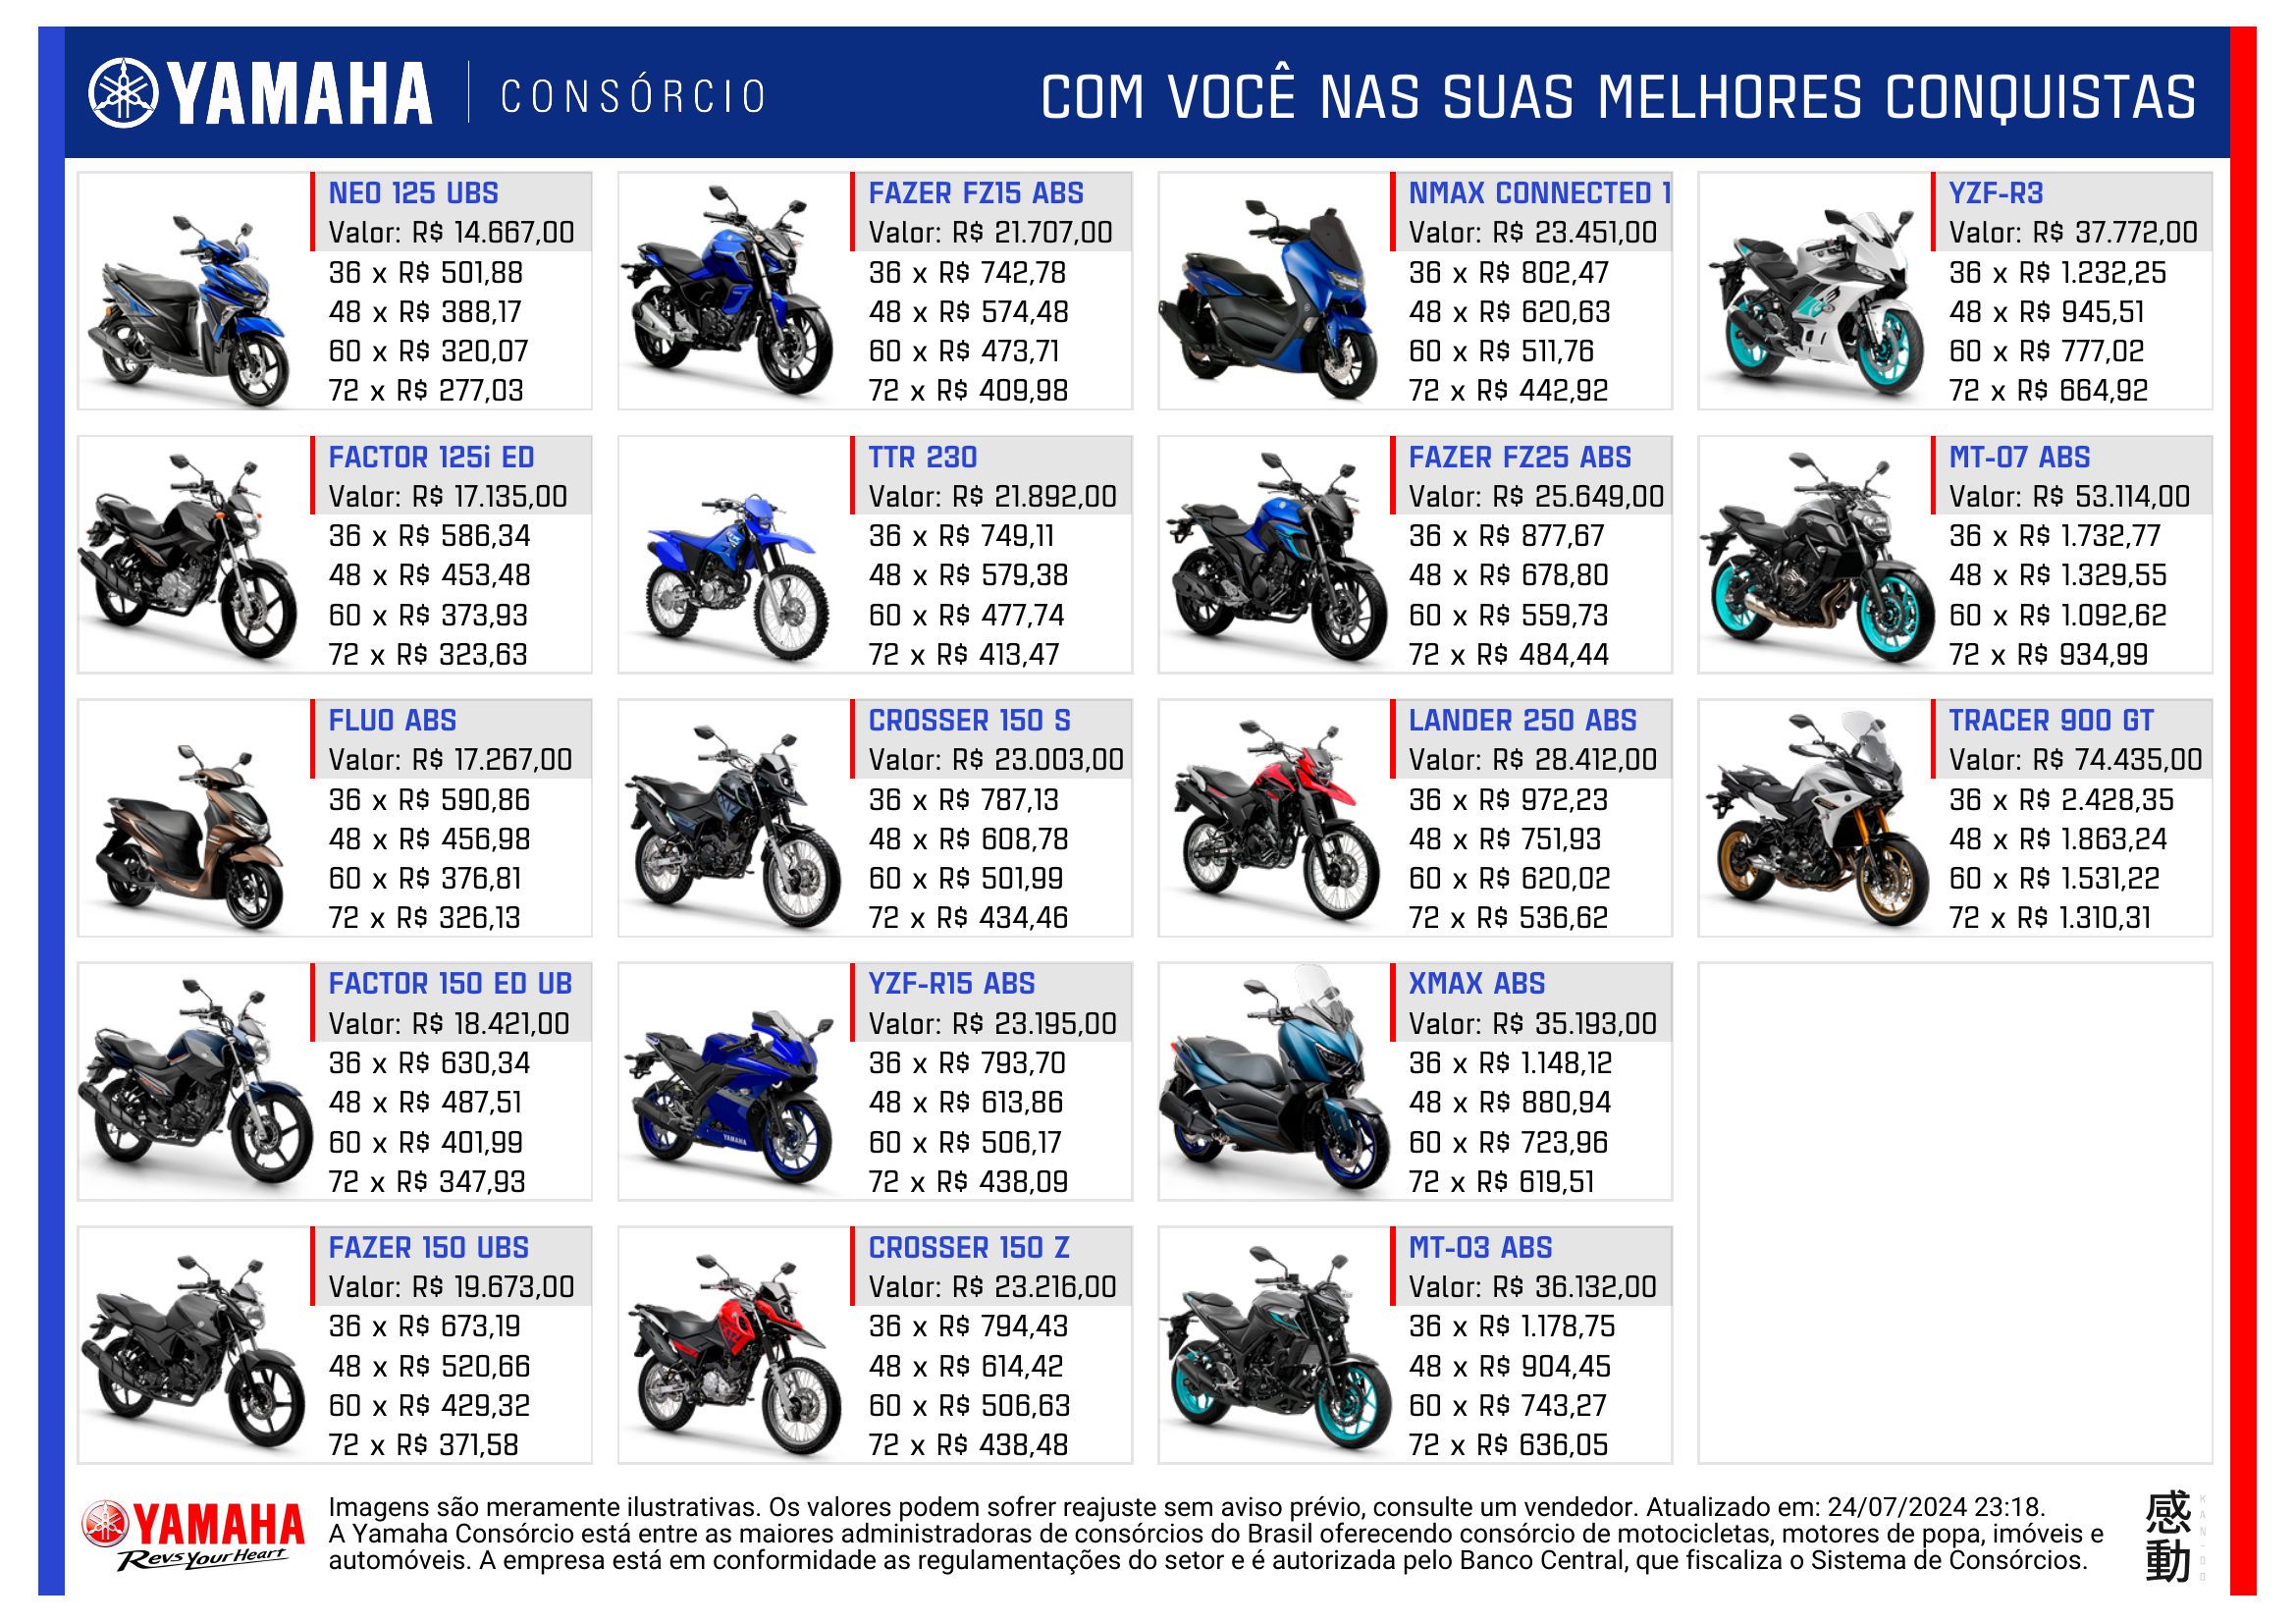 YAMAHA | CONSÓRCIO
COM VOCÊ NAS SUAS MELHORES CONQUISTAS
NEO 125 UBS
Valor: R$ 14.667,00
36 x R$ 501,88
48 x R$ 388,17
60 x R$ 320,07
72 x R$ 277,03
FAZER FZ15 ABS
Valor: R$ 21.707,00
36 x R$ 742,78
48 x R$ 574,48
60 x R$ 473,71
72 x R$ 409,98
NMAX CONNECTED 1
Valor: R$ 23.451,00
36 x R$ 802,47
48 x R$ 620,63
60 x R$ 511,76
72 x R$ 442,92
YZF-R3
Valor: R$ 37.772,00
36 x R$ 1.232,25
48 x R$ 945,51
60 x R$ 777,02
72 x R$ 664,92
FACTOR 125i ED
Valor: R$ 17.135,00
36 x R$ 586,34
48 x R$ 453,48
60 x R$ 373,93
72 x R$ 323,63
TTR 230
Valor: R$ 21.892,00
36 x R$ 749,11
48 x R$ 579,38
60 x R$ 477,74
72 x R$ 413,47
FAZER FZ25 ABS
Valor: R$ 25.649,00
36 x R$ 877,67
48 x R$ 678,80
60 x R$ 559,73
72 x R$ 484,44
MT-07 ABS
Valor: R$ 53.114,00
36 x R$ 1.732,77
48 x R$ 1.329,55
60 x R$ 1.092,62
72 x R$ 934,99
FLUO ABS
Valor: R$ 17.267,00
36 x R$ 590,86
48 x R$ 456,98
60 x R$ 376,81
72 x R$ 326,13
CROSSER 150 S
Valor: R$ 23.003,00
36 x R$ 787,13
48 x R$ 608,78
60 x R$ 501,99
72 x R$ 434,46
LANDER 250 ABS
Valor: R$ 28.412,00
36 x R$ 972,23
48 x R$ 751,93
60 x R$ 620,02
72 x R$ 536,62
TRACER 900 GT
Valor: R$ 74.435,00
36 x R$ 2.428,35
48 x R$ 1.863,24
60 x R$ 1.531,22
72 x R$ 1.310,31
FACTOR 150 ED UB
Valor: R$ 18.421,00
36 x R$ 630,34
48 x R$ 487,51
60 x R$ 401,99
72 x R$ 347,93
YZF-R15 ABS
Valor: R$ 23.195,00
36 x R$ 793,70
48 x R$ 613,86
60 x R$ 506,17
72 x R$ 438,09
YAMAHA
XMAX ABS
Valor: R$ 35.193,00
36 x R$ 1.148,12
48 x R$ 880,94
60 x R$ 723,96
72 x R$ 619,51
FAZER 150 UBS
Valor: R$ 19.673,00
36 x R$ 673,19
48 x R$ 520,66
60 x R$ 429,32
72 x R$ 371,58
CROSSER 150 Z
Valor: R$ 23.216,00
36 x R$ 794,43
48 x R$ 614,42
60 x R$ 506,63
72 x R$ 438,48
MT-03 ABS
Valor: R$ 36.132,00
36 x R$ 1.178,75
48 x R$ 904,45
60 x R$ 743,27
72 x R$ 636,05
YAMAHA
Revs Your Heart
Imagens são meramente ilustrativas. Os valores podem sofrer reajuste sem aviso prévio, consulte um vendedor. Atualizado em: 24/07/2024 23:18.
A Yamaha Consórcio está entre as maiores administradoras de consórcios do Brasil oferecendo consórcio de motocicletas, motores de popa, imóveis e
automóveis. A empresa está em conformidade as regulamentações do setor e é autorizada pelo Banco Central, que fiscaliza o Sistema de Consórcios.
感動
KAN-DO